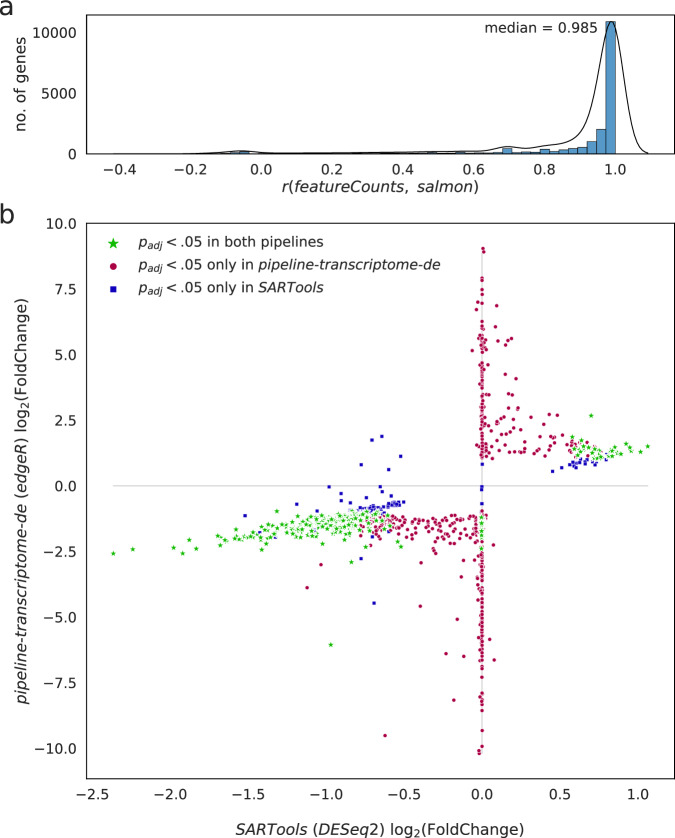 a
median = 0.985
no. of genes
10000
5000
0
−0.4 −0.2 0.0 0.2 0.4 0.6 0.8 1.0
r(featureCounts, salmon)
b
pipeline-transcriptome-de (edgeR) log2(FoldChange)
10.0
7.5
5.0
2.5
0.0
−2.5
−5.0
−7.5
−10.0
padj < .05 in both pipelines
padj < .05 only in pipeline-transcriptome-de
padj < .05 only in SARTools
−2.5 −2.0 −1.5 −1.0 −0.5 0.0 0.5 1.0
SARTools (DESeq2) log2(FoldChange)